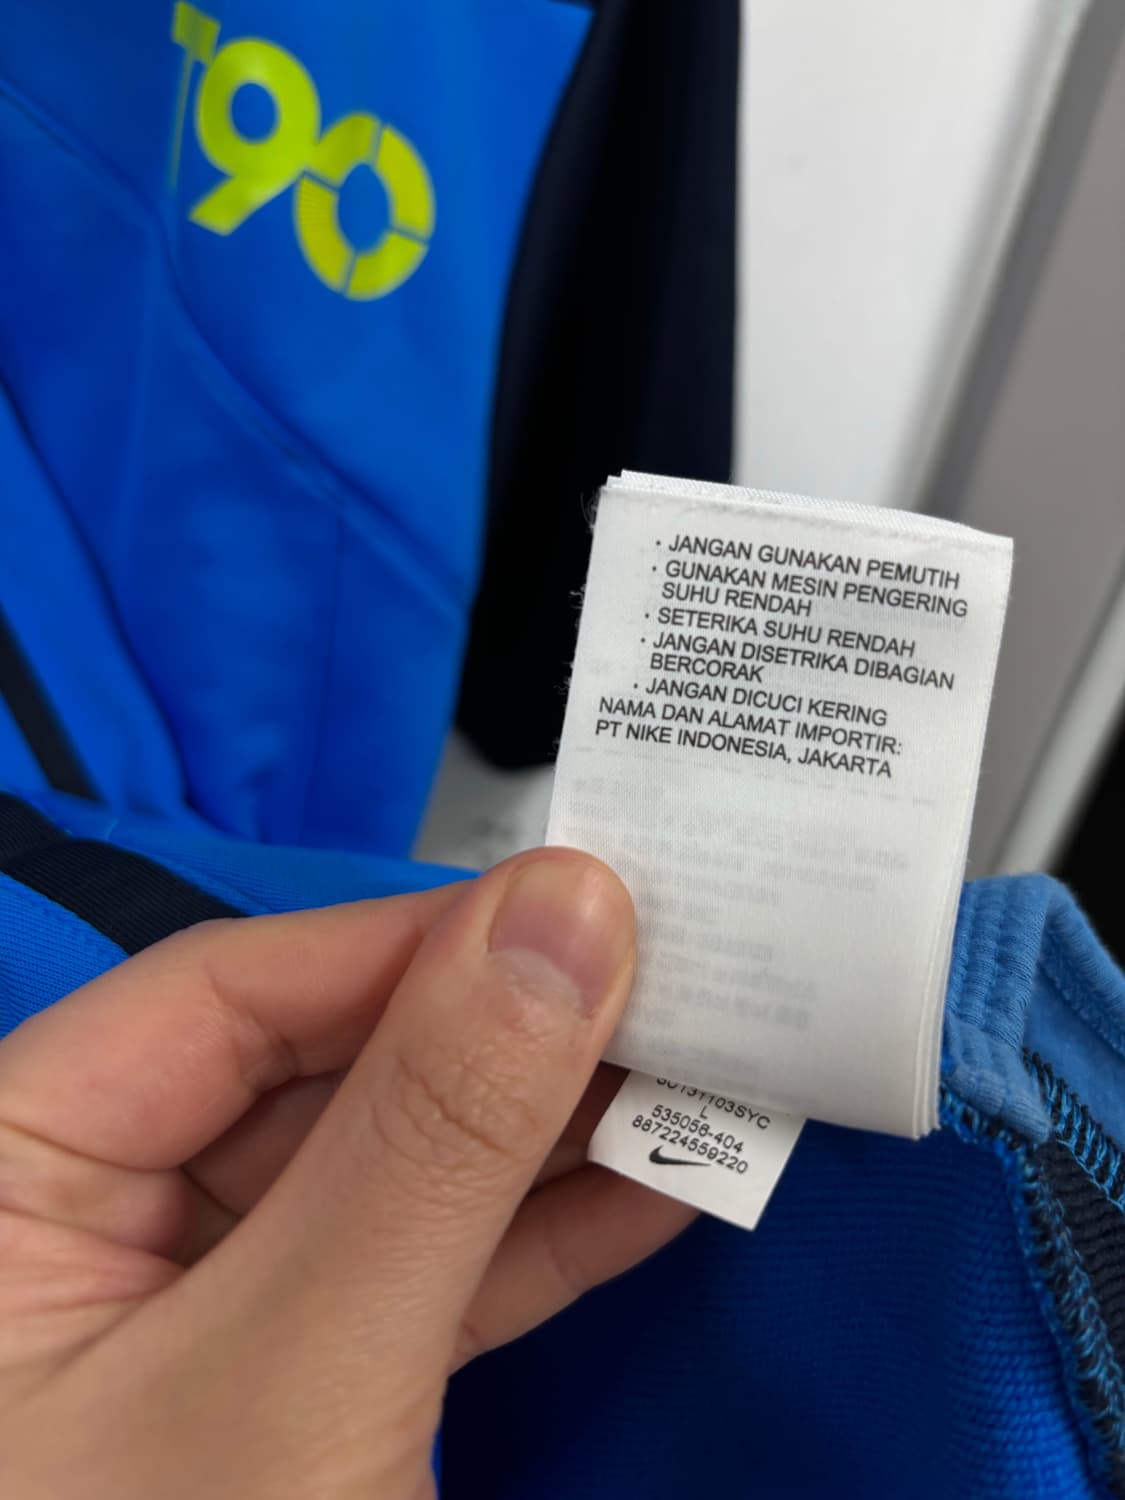 T90
• JANGAN GUNAKAN PEMUTIH
• GUNAKAN MESIN PENGERING
SUHU RENDAH
• SETERIKA SUHU RENDAH
• JANGAN DISETRIKA DIBAGIAN
BERCORAK
• JANGAN DICUCI KERING
NAMA DAN ALAMAT IMPORTIR:
PT NIKE INDONESIA, JAKARTA
L
535058-404
887224559220